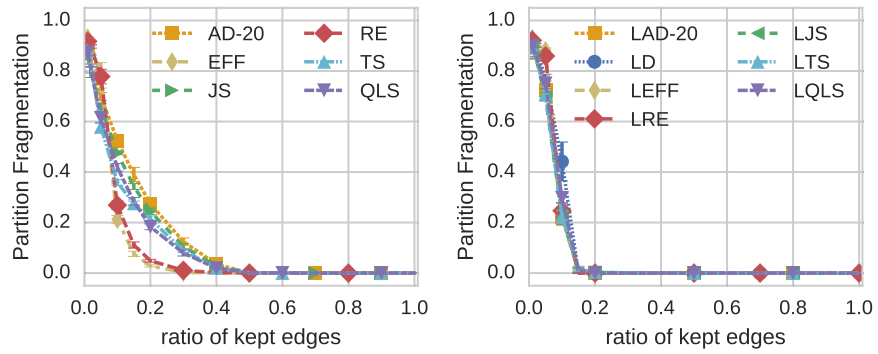 1.0
0.8
0.6
0.4
0.2
0.0
Partition Fragmentation
AD-20
EFF
JS
RE
TS
QLS
0.0 0.2 0.4 0.6 0.8 1.0
ratio of kept edges
1.0
0.8
0.6
0.4
0.2
0.0
Partition Fragmentation
LAD-20
LD
LEFF
LRE
LJS
LTS
LQLS
0.0 0.2 0.4 0.6 0.8 1.0
ratio of kept edges